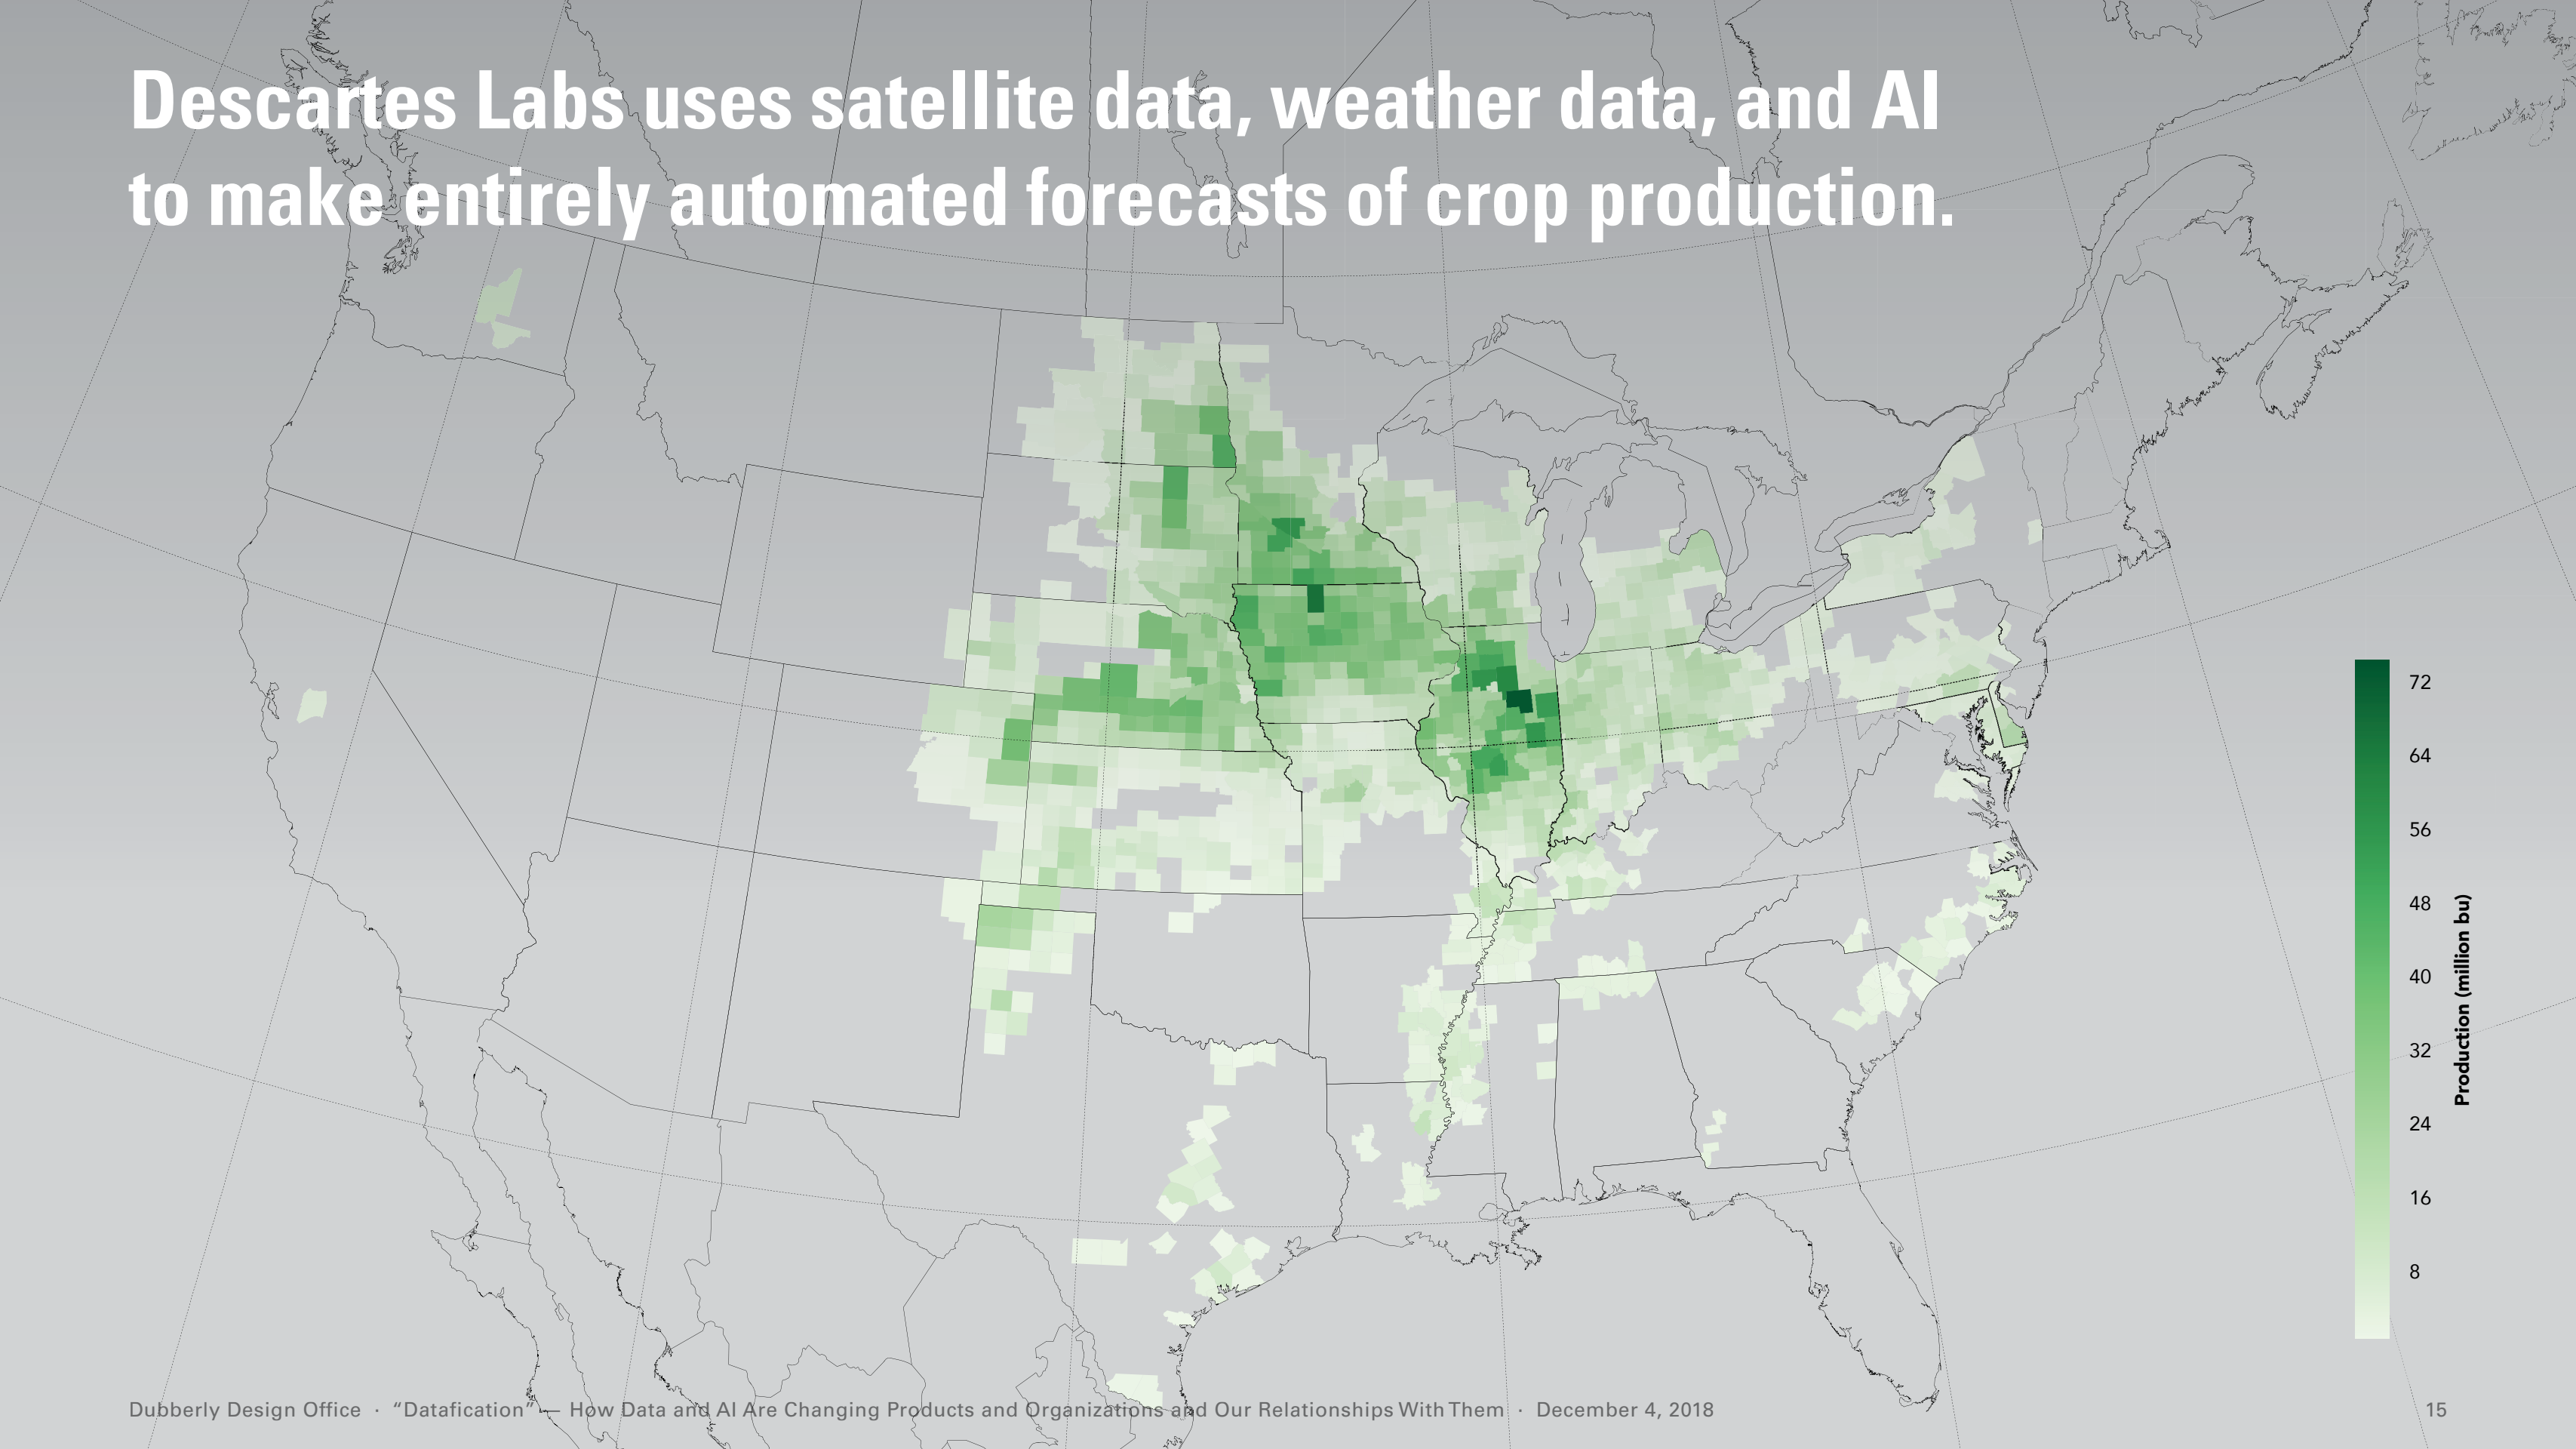 Descartes Labs uses satellite data, weather data, and AI
to make entirely automated forecasts of crop production.
72
64
56
48
40
32
24
16
8
Production (million bu)
Dubberly Design Office · “Datafication” — How Data and AI Are Changing Products and Organizations and Our Relationships With Them · December 4, 2018
15